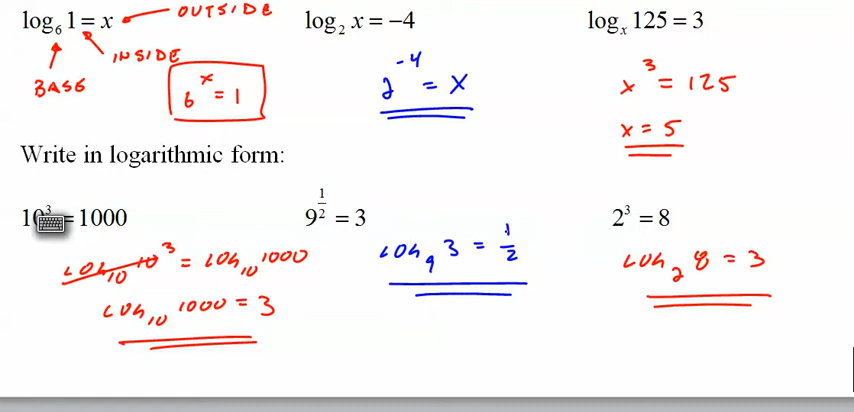 log₆ 1 = x OUTSIDE
INSIDE
BASE
6ˣ = 1
log₂ x = −4
2⁻⁴ = x
logₓ 125 = 3
x³ = 125
x = 5
Write in logarithmic form:
10³ = 1000
LOG₁₀ 10³ = LOG₁₀ 1000
LOG₁₀ 1000 = 3
9^(1/2) = 3
LOG₉ 3 = 1/2
2³ = 8
LOG₂ 8 = 3